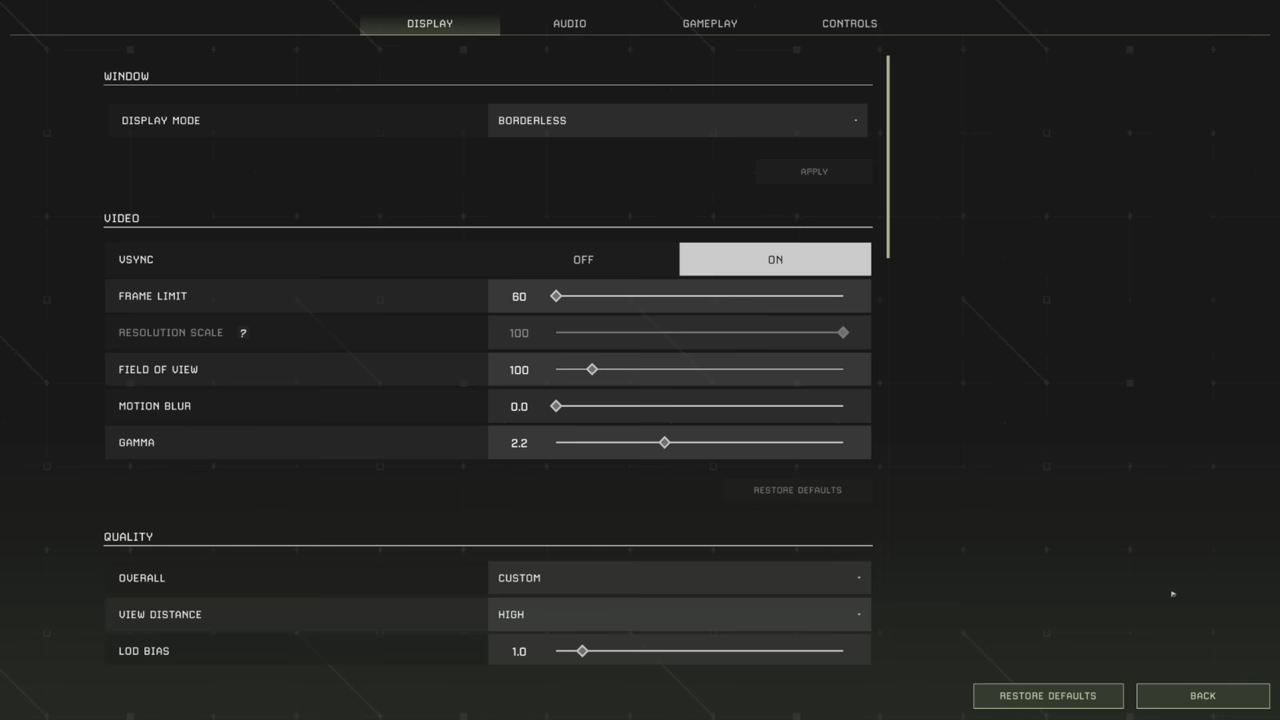 DISPLAY AUDIO GAMEPLAY CONTROLS
WINDOW
DISPLAY MODE BORDERLESS
APPLY
VIDEO
VSYNC OFF ON
FRAME LIMIT 60
RESOLUTION SCALE ? 100
FIELD OF VIEW 100
MOTION BLUR 0.0
GAMMA 2.2
RESTORE DEFAULTS
QUALITY
OVERALL CUSTOM
VIEW DISTANCE HIGH
LOD BIAS 1.0
RESTORE DEFAULTS BACK